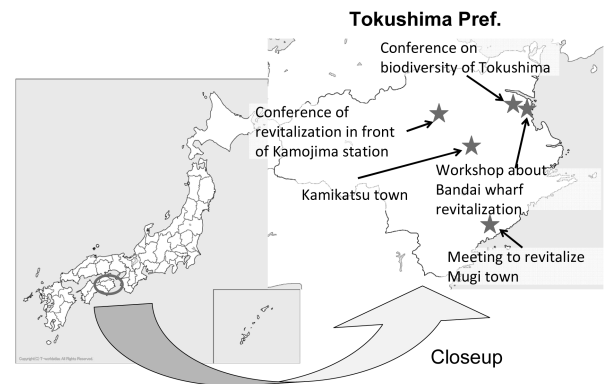 Tokushima Pref.
Conference on
biodiversity of Tokushima
Conference of
revitalization in front
of Kamojima station
Kamikatsu town
Workshop about
Bandai wharf
revitalization
Meeting to revitalize
Mugi town
Closeup